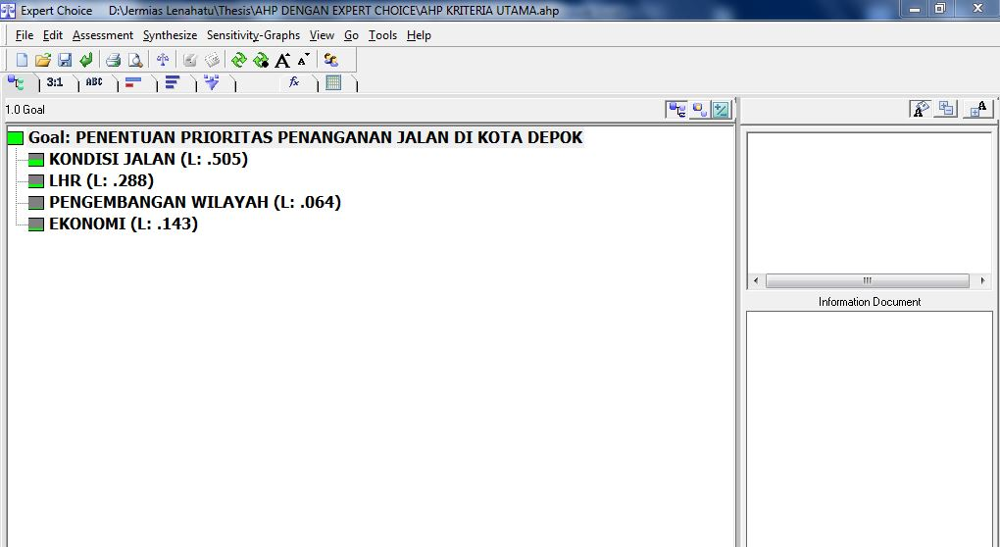 Expert Choice D:\Jermias Lenahatu\Thesis\AHP DENGAN EXPERT CHOICE\AHP KRITERIA UTAMA.ahp
File Edit Assessment Synthesize Sensitivity-Graphs View Go Tools Help
A A
3:1 ABC fx
1.0 Goal
A A
Goal: PENENTUAN PRIORITAS PENANGANAN JALAN DI KOTA DEPOK
KONDISI JALAN (L: .505)
LHR (L: .288)
PENGEMBANGAN WILAYAH (L: .064)
EKONOMI (L: .143)
Information Document